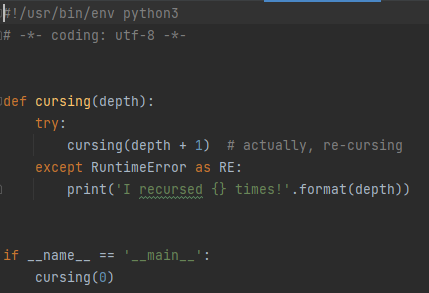 #!/usr/bin/env python3
# -*- coding: utf-8 -*-
def cursing(depth):
    try:
        cursing(depth + 1)  # actually, re-cursing
    except RuntimeError as RE:
        print('I recursed {} times!'.format(depth))
if __name__ == '__main__':
    cursing(0)